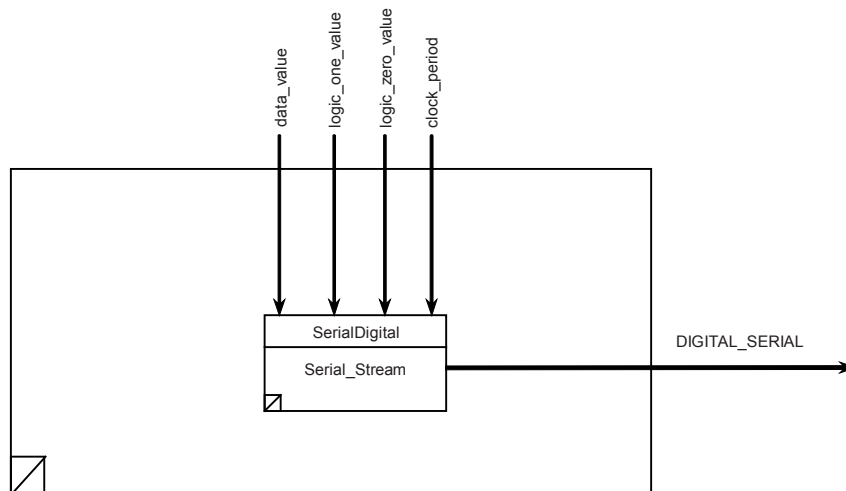 data_value
logic_one_value
logic_zero_value
clock_period
SerialDigital
Serial_Stream
DIGITAL_SERIAL